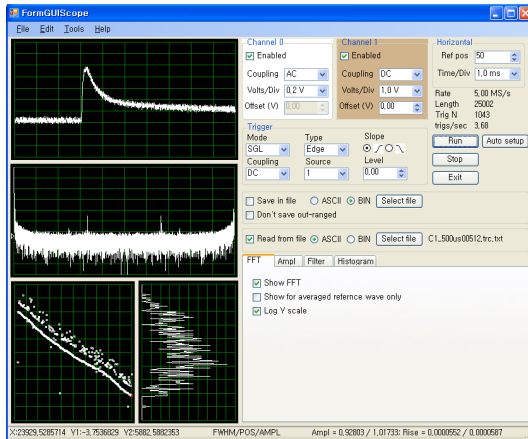 FormGUIScope
File Edit Tools Help
Channel 0
Enabled
Coupling AC
Volts/Div 0,2 V
Offset (V) 0,00
Channel 1
Enabled
Coupling DC
Volts/Div 1,0 V
Offset (V) 0,00
Horizontal
Ref pos 50
Time/Div 1,0 ms
Rate 5,00 MS/s
Length 25002
Trig N 1043
trigs/sec 3,68
Trigger
Mode Type Slope
SGL Edge
Coupling Source Level
DC 1 0,00
Run Auto setup
Stop
Exit
Save in file ASCII BIN Select file
Don't save out-ranged
Read from file ASCII BIN Select file C1_500us00512,trc,txt
FFT Ampl Filter Histogram
Show FFT
Show for averaged refernce wave only
Log Y scale
X:23929,5285714 Y1:-3,7536829 Y2:5882,5882353 FWHM/POS/AMPL Ampl = 0,92803 / 1,01733; Rise = 0,0000552 / 0,0000587